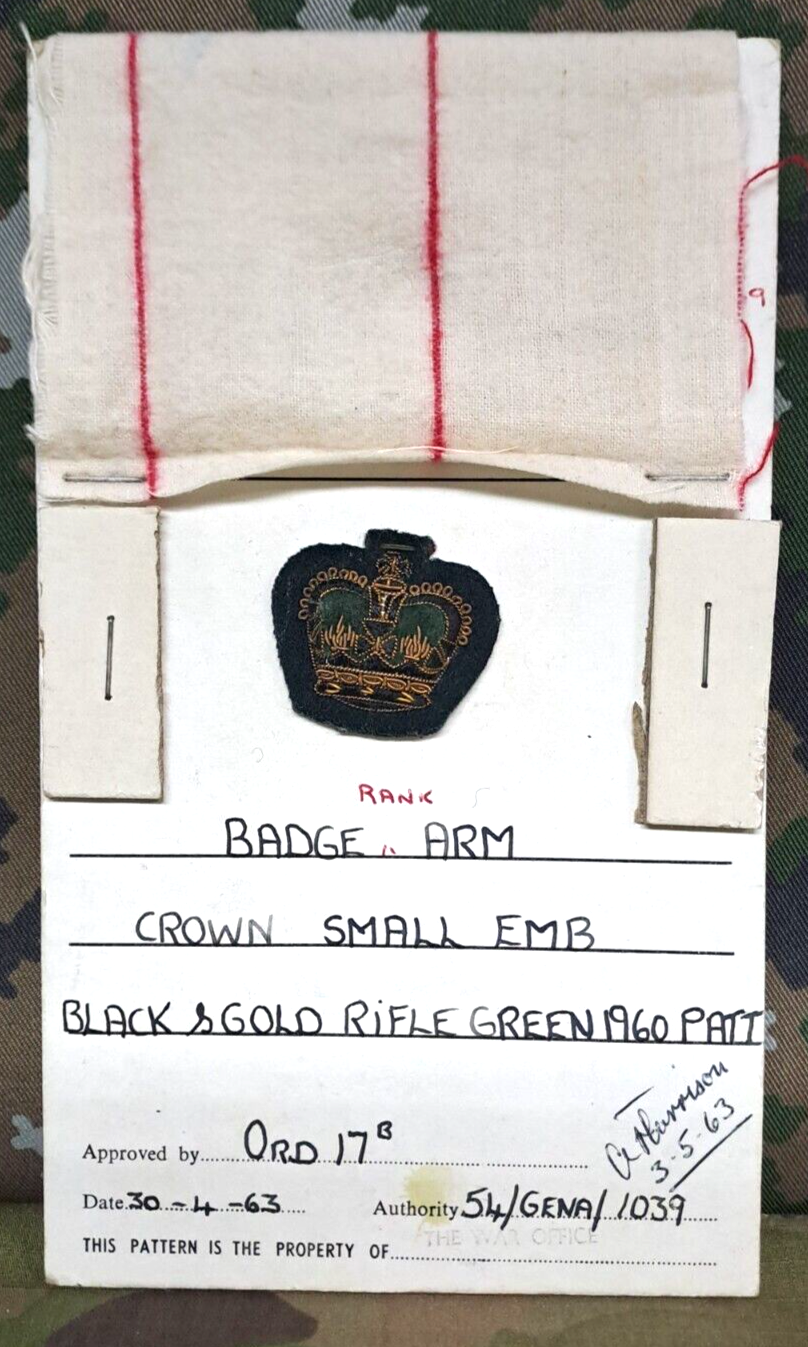 9
RANK
BADGE " ARM
CROWN SMALL EMB
BLACK & GOLD RIFLE GREEN 1960 PATT
Approved by ORD 17B
A Harrison
3-5-63
Date 30-4-63 Authority 54/GENA/1039
THE WAR OFFICE
THIS PATTERN IS THE PROPERTY OF